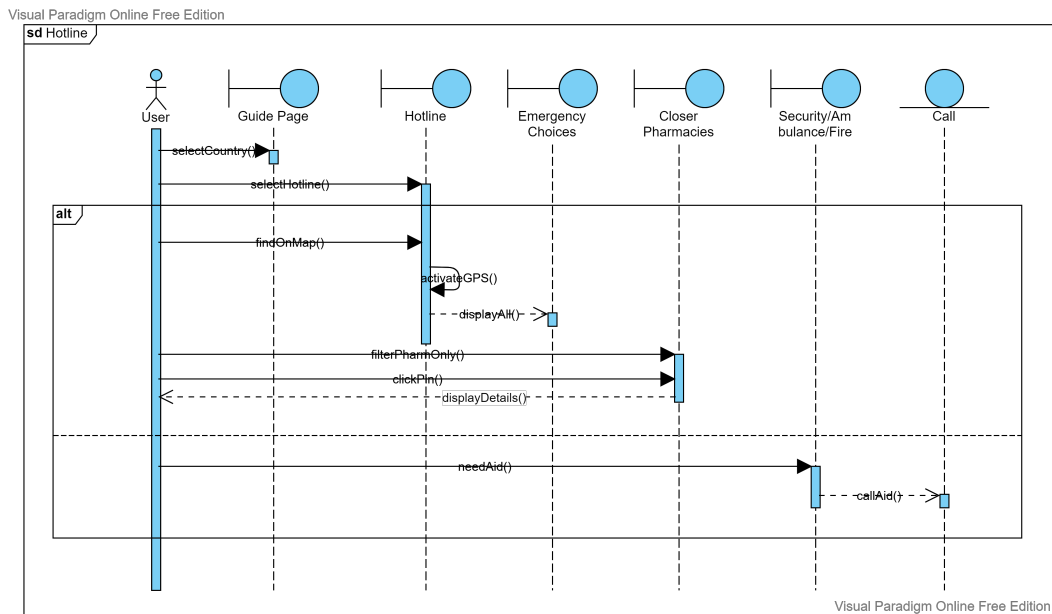 Visual Paradigm Online Free Edition
sd Hotline
User
Guide Page
Hotline
Emergency
Choices
Closer
Pharmacies
Security/Am
bulance/Fire
Call
selectCountry()
selectHotline()
alt
findOnMap()
activateGPS()
displayAll()
filterPharmOnly()
clickPin()
displayDetails()
needAid()
callAid()
Visual Paradigm Online Free Edition